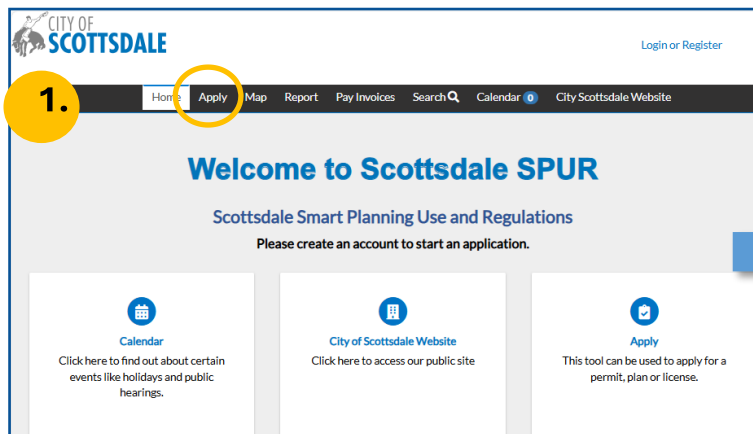 CITY OF
SCOTTSDALE
Login or Register
1.
Home Apply Map Report Pay Invoices Search Calendar 0 City Scottsdale Website
Welcome to Scottsdale SPUR
Scottsdale Smart Planning Use and Regulations
Please create an account to start an application.
Calendar
Click here to find out about certain
events like holidays and public
hearings.
City of Scottsdale Website
Click here to access our public site
Apply
This tool can be used to apply for a
permit, plan or license.